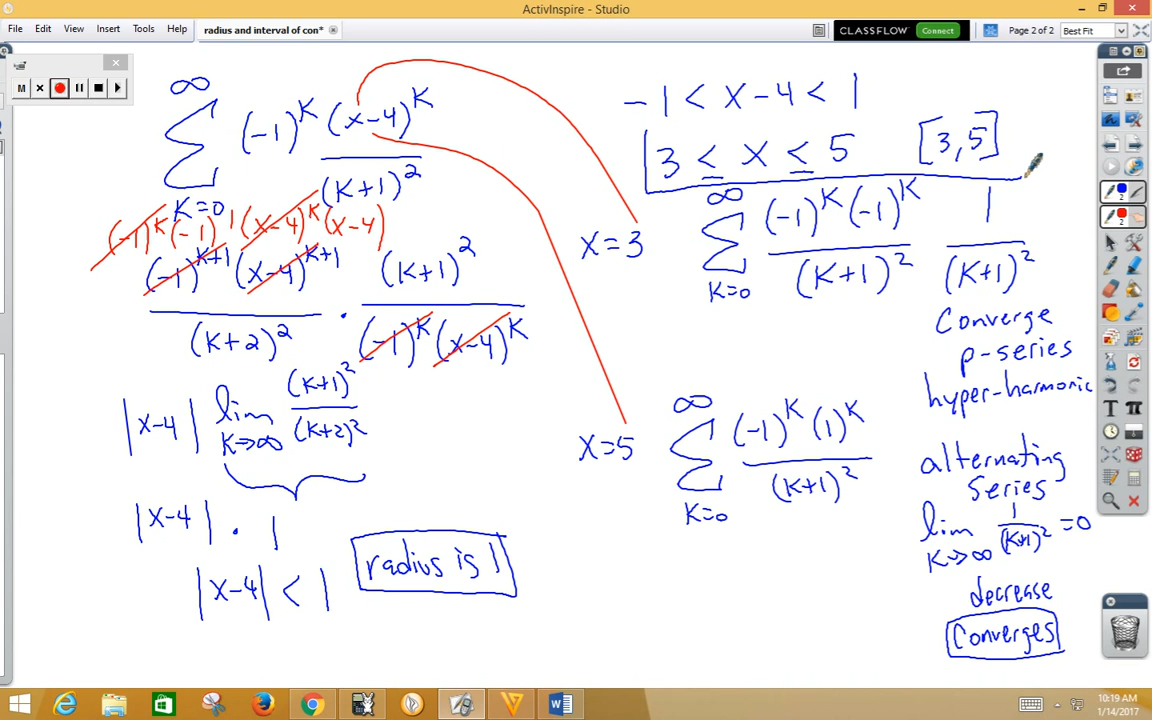 ActivInspire - Studio
File Edit View Insert Tools Help
radius and interval of con*
CLASSFLOW Connect
Page 2 of 2
Best Fit
M
∞
Σ (-1)^K (x-4)^K / (K+1)^2
K=0
(-1)^K (-1)^1 (x-4)^K (x-4)
(-1)^{K+1} (x-4)^{K+1} / (K+2)^2 · (K+1)^2 / (-1)^K (x-4)^K
|x-4| lim K→∞ (K+1)^2 / (K+2)^2
|x-4| · 1
|x-4| < 1
radius is 1
-1 < x-4 < 1
3 ≤ x ≤ 5 [3,5]
x=3
∞
Σ (-1)^K (-1)^K / (K+1)^2 1 / (K+1)^2
K=0
Converge
p-series
hyper-harmonic
x=5
∞
Σ (-1)^K (1)^K / (K+1)^2
K=0
alternating
series
lim K→∞ 1 / (K+1)^2 = 0
decrease
Converges
10:19 AM
1/14/2017